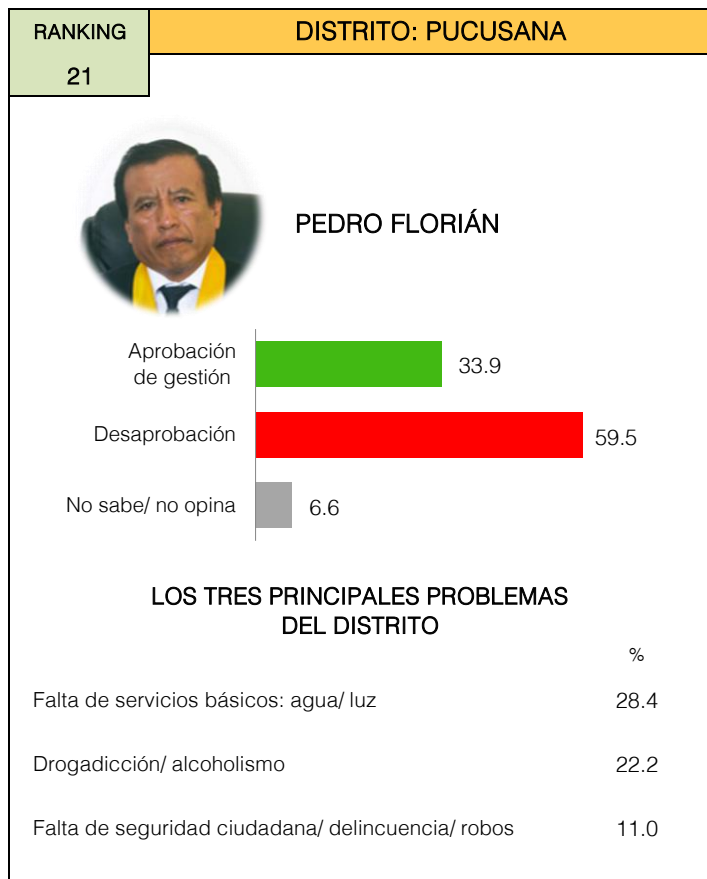 RANKING
21
DISTRITO: PUCUSANA
PEDRO FLORIÁN
Aprobación
de gestión
33.9
Desaprobación
59.5
No sabe/ no opina
6.6
LOS TRES PRINCIPALES PROBLEMAS
DEL DISTRITO
%
Falta de servicios básicos: agua/ luz 28.4
Drogadicción/ alcoholismo 22.2
Falta de seguridad ciudadana/ delincuencia/ robos 11.0